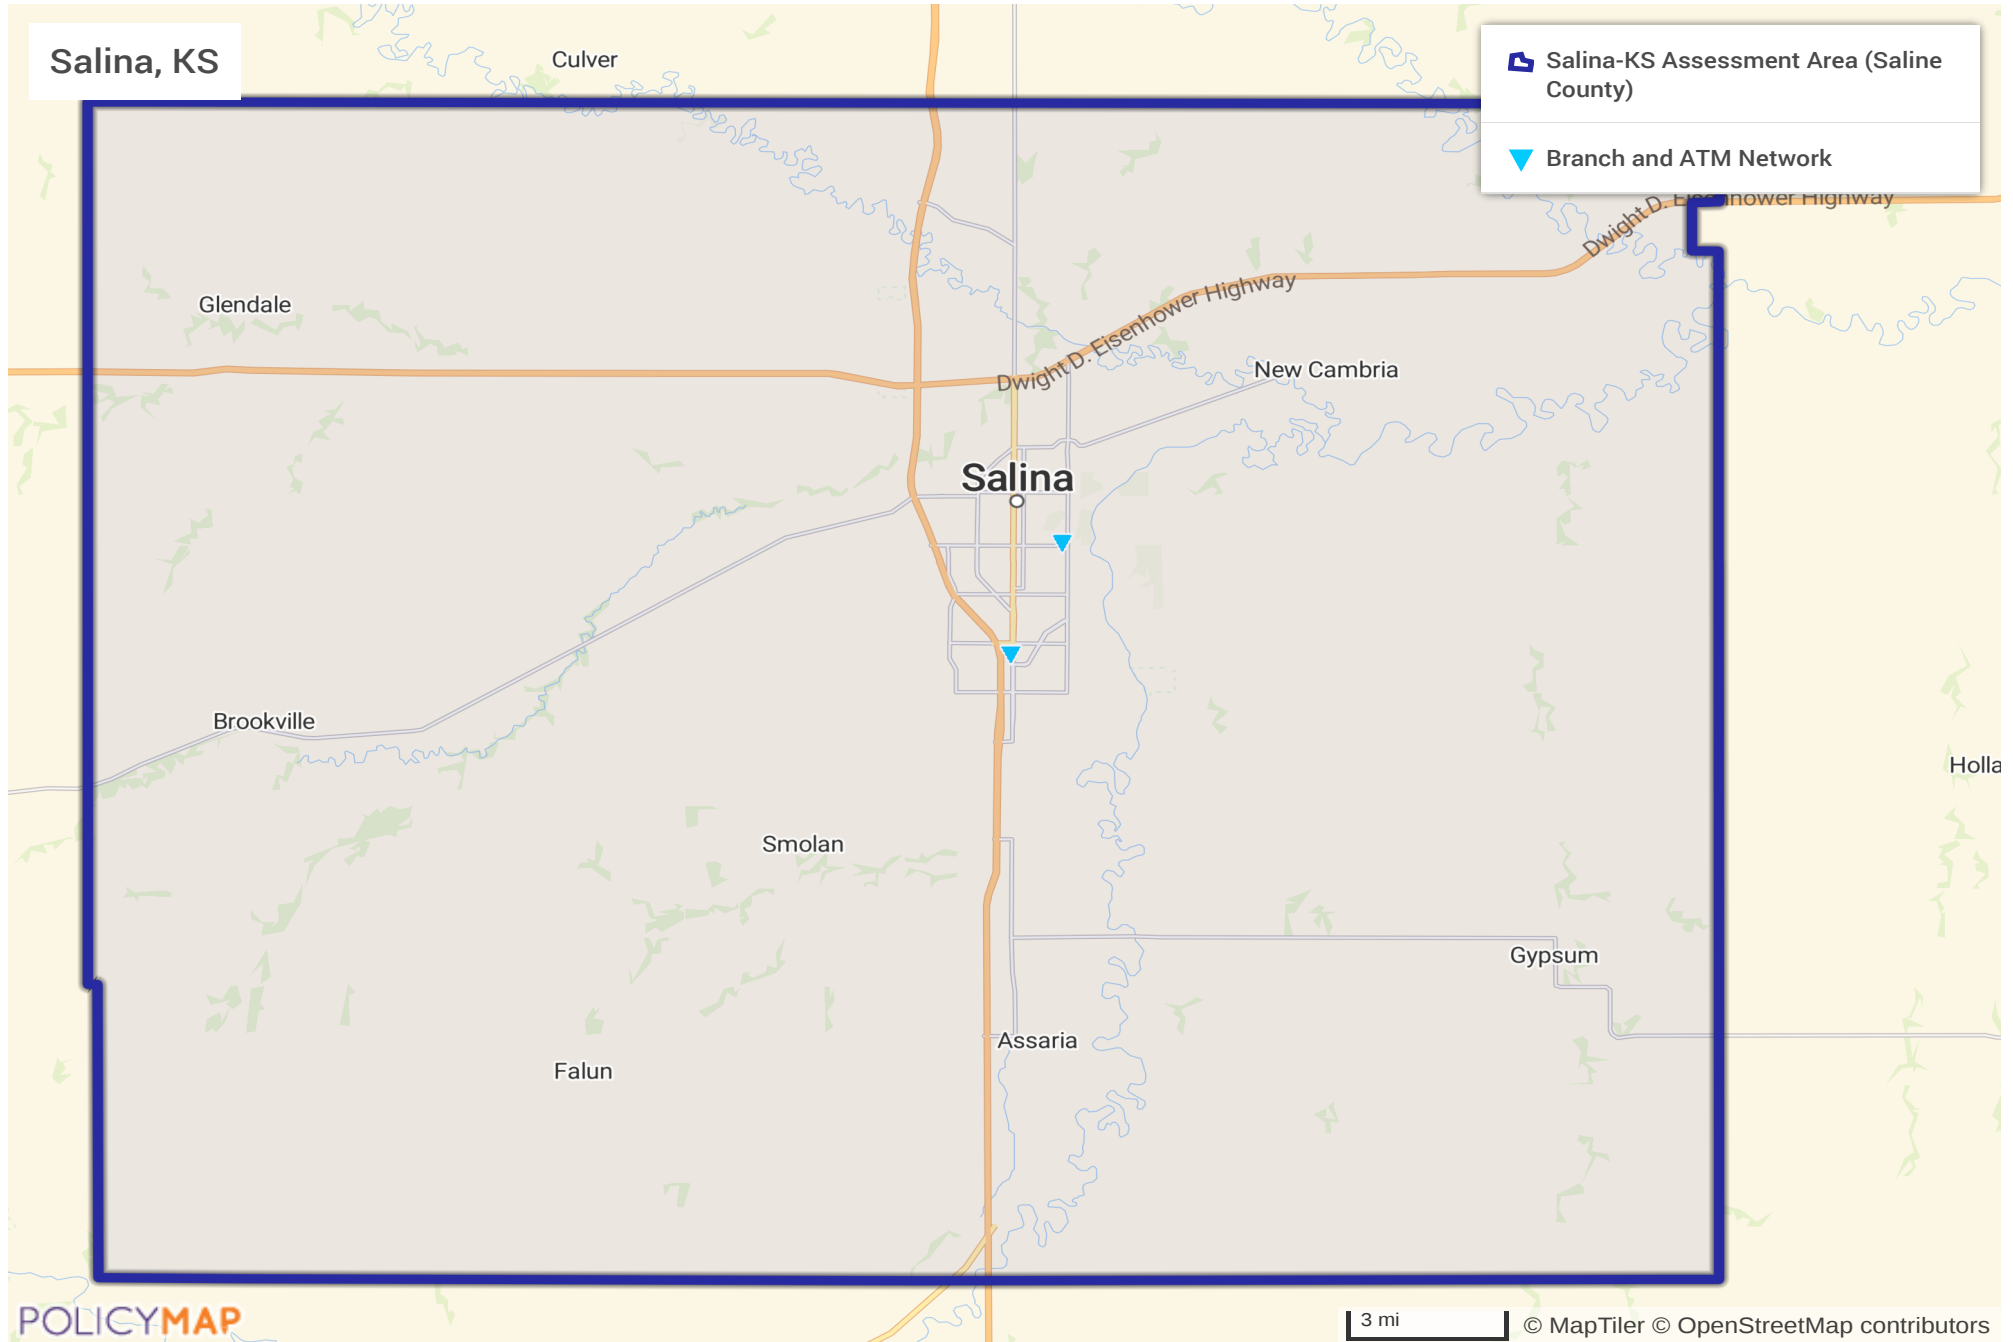 Salina, KS
Culver
Salina-KS Assessment Area (Saline
County)
Branch and ATM Network
Dwight D. Eisenhower Highway
Glendale
Dwight D. Eisenhower Highway
New Cambria
Salina
Brookville
Holla
Smolan
Gypsum
Assaria
Falun
POLICYMAP
3 mi
© MapTiler © OpenStreetMap contributors